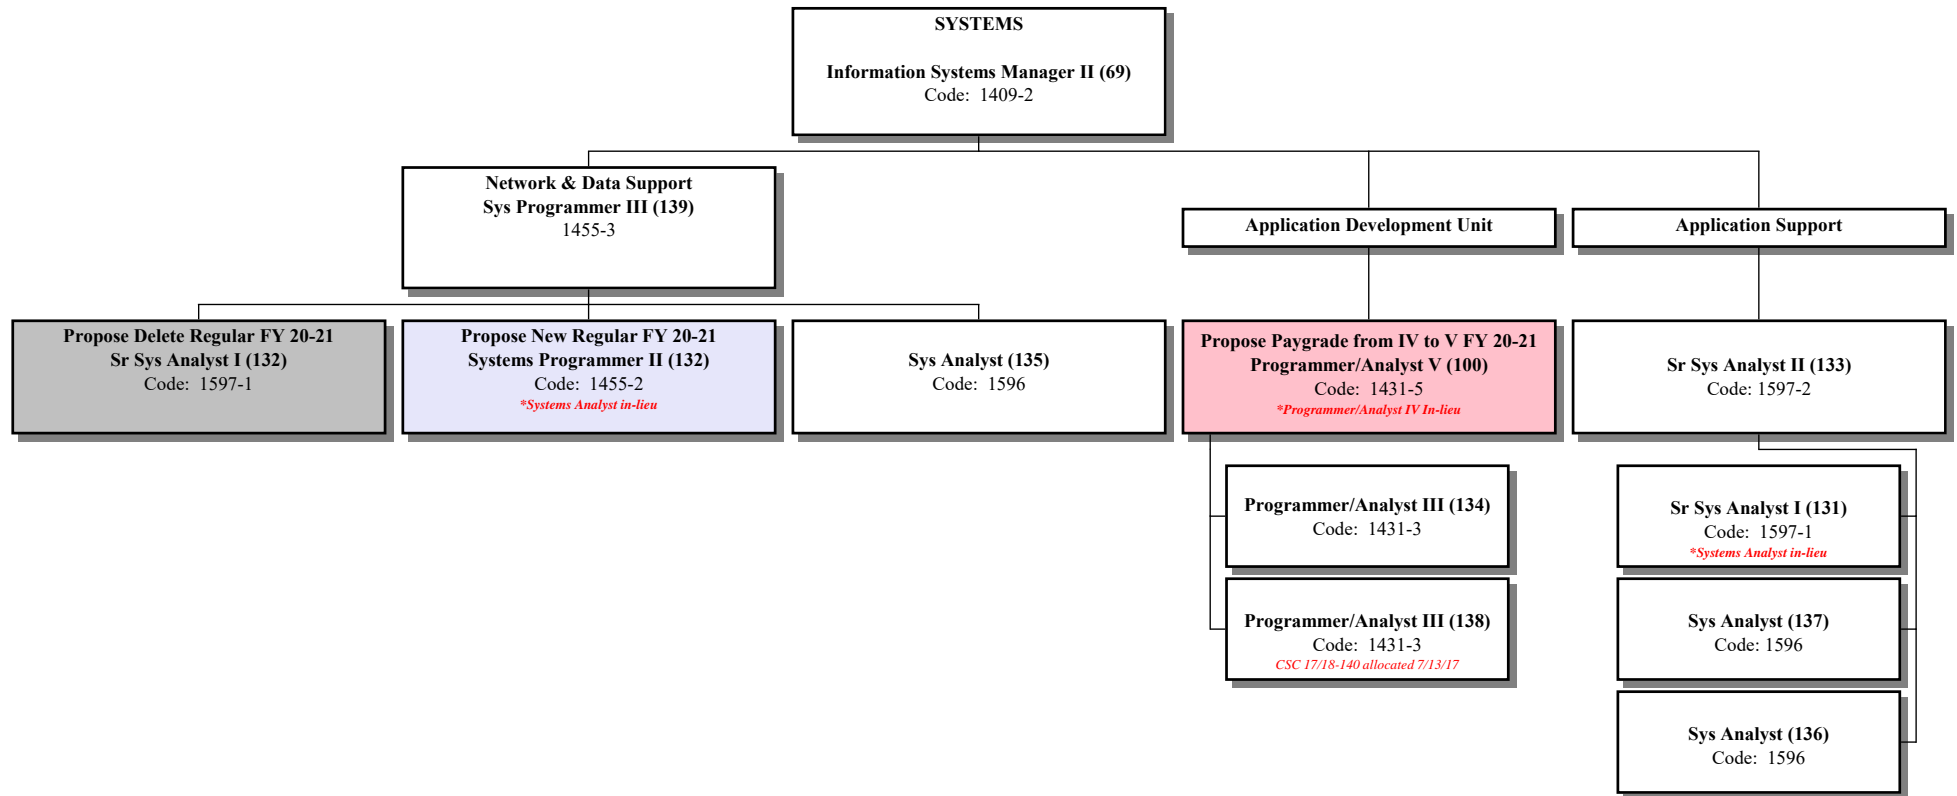 SYSTEMS
Information Systems Manager II (69)
Code:  1409-2
Network & Data Support
Sys Programmer III (139)
1455-3
Application Development Unit
Application Support
Propose Delete Regular FY 20-21
Sr Sys Analyst I (132)
Code:  1597-1
Propose New Regular FY 20-21
Systems Programmer II (132)
Code:  1455-2
*Systems Analyst in-lieu
Sys Analyst (135)
Code:  1596
Propose Paygrade from IV to V FY 20-21
Programmer/Analyst V (100)
Code:  1431-5
*Programmer/Analyst IV In-lieu
Sr Sys Analyst II (133)
Code: 1597-2
Programmer/Analyst III (134)
Code:  1431-3
Programmer/Analyst III (138)
Code:  1431-3
CSC 17/18-140 allocated 7/13/17
Sr Sys Analyst I (131)
Code:  1597-1
*Systems Analyst in-lieu
Sys Analyst (137)
Code: 1596
Sys Analyst (136)
Code:  1596